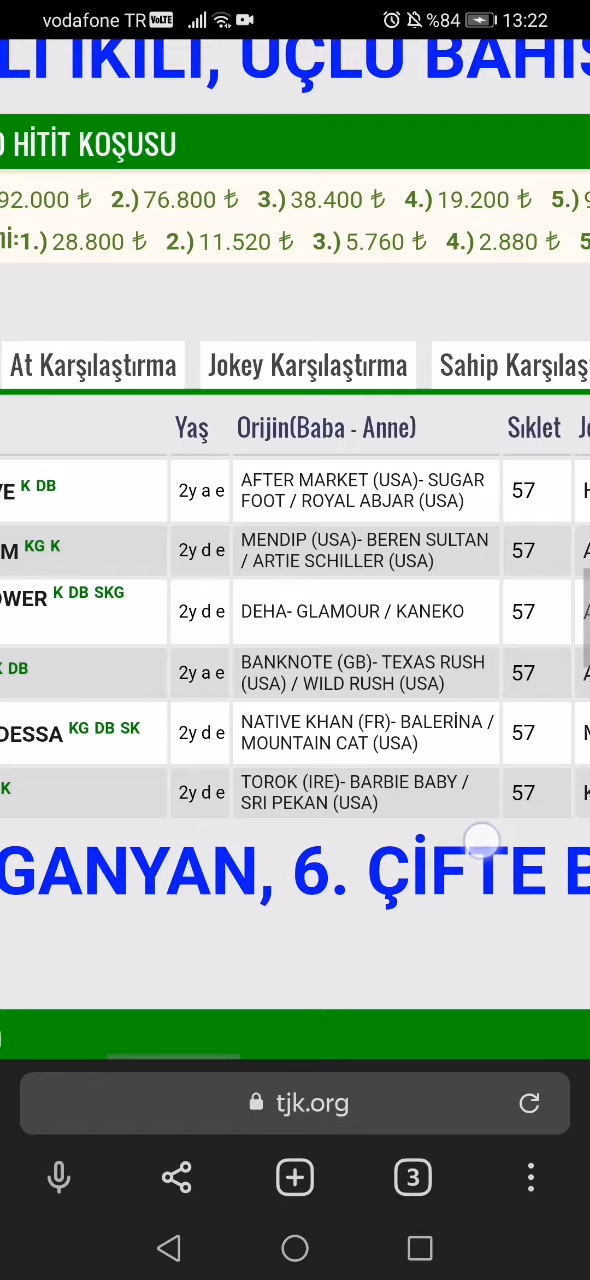 vodafone TR VoLTE %84 13:22
Lİ İKİLİ, ÜÇLÜ BAHİS
HİTİT KOŞUSU
92.000 ₺ 2.) 76.800 ₺ 3.) 38.400 ₺ 4.) 19.200 ₺ 5.) 9
1.) 28.800 ₺ 2.) 11.520 ₺ 3.) 5.760 ₺ 4.) 2.880 ₺ 5
At Karşılaştırma Jokey Karşılaştırma Sahip Karşılaş
Yaş Orijin(Baba - Anne) Sıklet
VE K DB 2y a e AFTER MARKET (USA)- SUGAR 57
FOOT / ROYAL ABJAR (USA)
M KG K 2y d e MENDIP (USA)- BEREN SULTAN 57
/ ARTIE SCHILLER (USA)
OWER K DB SKG 2y d e DEHA- GLAMOUR / KANEKO 57
DB 2y a e BANKNOTE (GB)- TEXAS RUSH 57
(USA) / WILD RUSH (USA)
DESSA KG DB SK 2y d e NATIVE KHAN (FR)- BALERİNA / 57
MOUNTAIN CAT (USA)
K 2y d e TOROK (IRE)- BARBIE BABY / 57
SRI PEKAN (USA)
GANYAN, 6. ÇİFTE B
tjk.org
3